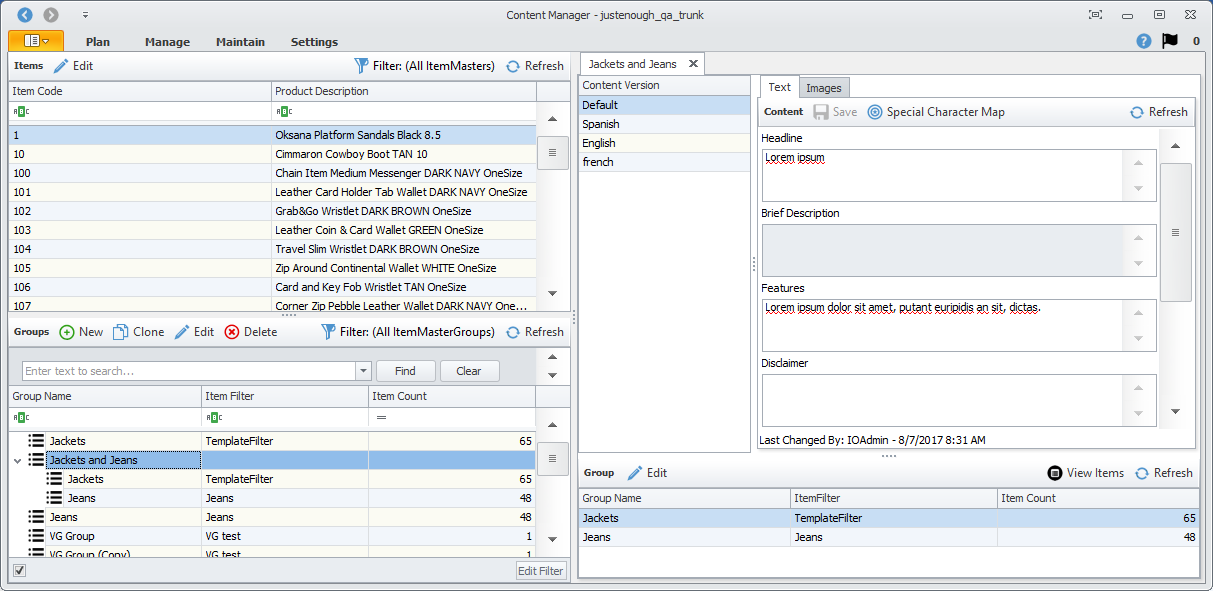 Content Manager - justenough_qa_trunk
Plan Manage Maintain Settings
0
Items Edit Filter: (All ItemMasters) Refresh
Item Code Product Description
ABC ABC
1 Oksana Platform Sandals Black 8.5
10 Cimmaron Cowboy Boot TAN 10
100 Chain Item Medium Messenger DARK NAVY OneSize
101 Leather Card Holder Tab Wallet DARK NAVY OneSize
102 Grab&Go Wristlet DARK BROWN OneSize
103 Leather Coin & Card Wallet GREEN OneSize
104 Travel Slim Wristlet DARK BROWN OneSize
105 Zip Around Continental Wallet WHITE OneSize
106 Card and Key Fob Wristlet TAN OneSize
107 Corner Zip Pebble Leather Wallet DARK NAVY One...
Groups New Clone Edit Delete Filter: (All ItemMasterGroups) Refresh
Enter text to search... Find Clear
Group Name Item Filter Item Count
ABC ABC =
Jackets TemplateFilter 65
Jackets and Jeans
Jackets TemplateFilter 65
Jeans Jeans 48
Jeans Jeans 48
VG Group VG test 1
VG Group (Copy) VG test 1
Edit Filter
Jackets and Jeans
Content Version
Default
Spanish
English
french
Text Images
Content Save Special Character Map Refresh
Headline
Lorem ipsum
Brief Description
Features
Lorem ipsum dolor sit amet, putant euripidis an sit, dictas.
Disclaimer
Last Changed By: IOAdmin - 8/7/2017 8:31 AM
Group Edit View Items Refresh
Group Name ItemFilter Item Count
Jackets TemplateFilter 65
Jeans Jeans 48